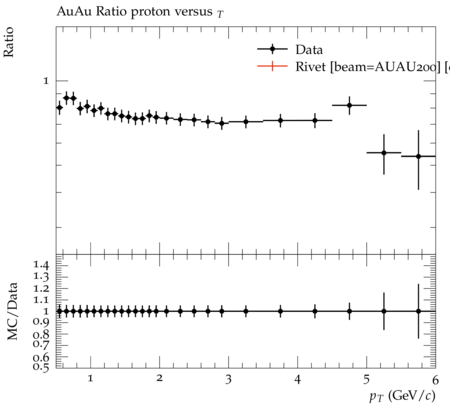 AuAu Ratio proton versus T
Ratio
Data
Rivet [beam=AUAU200] [
1
MC/Data
1.4
1.3
1.2
1.1
1
0.9
0.8
0.7
0.6
0.5
1 2 3 4 5 6
pT (GeV/c)